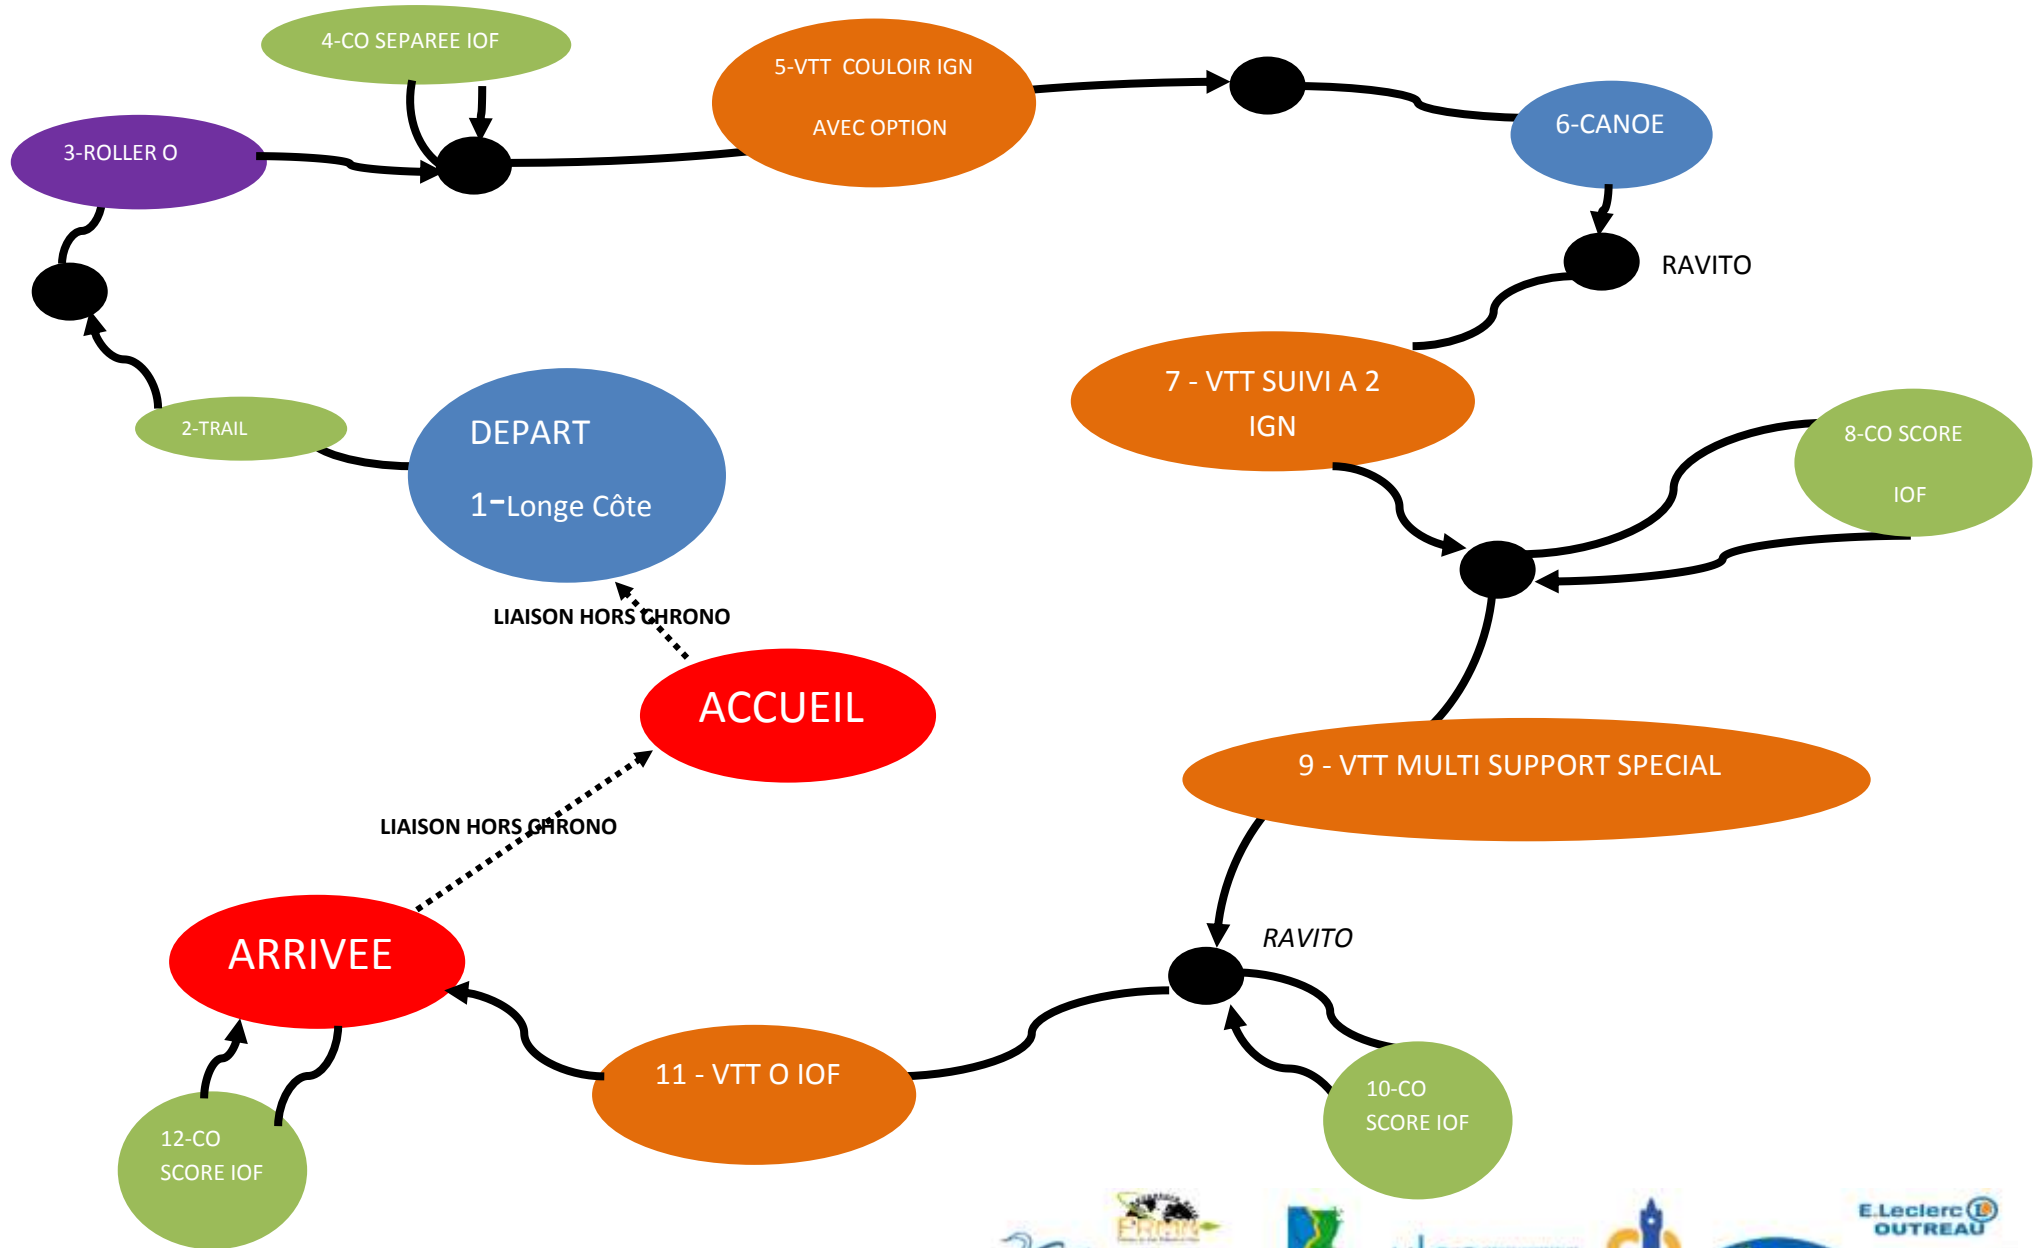 4-CO SEPAREE IOF
5-VTT COULOIR IGN
AVEC OPTION
6-CANOE
3-ROLLER O
RAVITO
7 - VTT SUIVI A 2
IGN
DEPART
1-Longe Côte
2-TRAIL
8-CO SCORE
IOF
LIAISON HORS CHRONO
ACCUEIL
9 - VTT MULTI SUPPORT SPECIAL
LIAISON HORS CHRONO
ARRIVEE
RAVITO
11 - VTT O IOF
10-CO
SCORE IOF
12-CO
SCORE IOF
E.Leclerc
OUTREAU